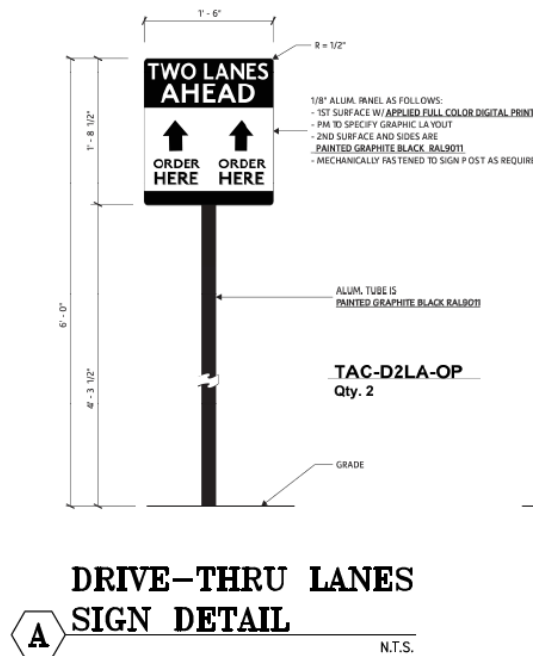 1' - 6"
R = 1/2"
TWO LANES
AHEAD
ORDER
HERE
ORDER
HERE
1/8" ALUM. PANEL AS FOLLOWS:
- 1ST SURFACE W/ APPLIED FULL COLOR DIGITAL PRINT
- PM TO SPECIFY GRAPHIC LAYOUT
- 2ND SURFACE AND SIDES ARE
PAINTED GRAPHITE BLACK RAL9011
- MECHANICALLY FASTENED TO SIGN POST AS REQUIRE
1' - 8 1/2"
6' - 0"
4' - 3 1/2"
ALUM. TUBE IS
PAINTED GRAPHITE BLACK RAL9011
TAC-D2LA-OP
Qty. 2
GRADE
DRIVE-THRU LANES
SIGN DETAIL
A
N.T.S.